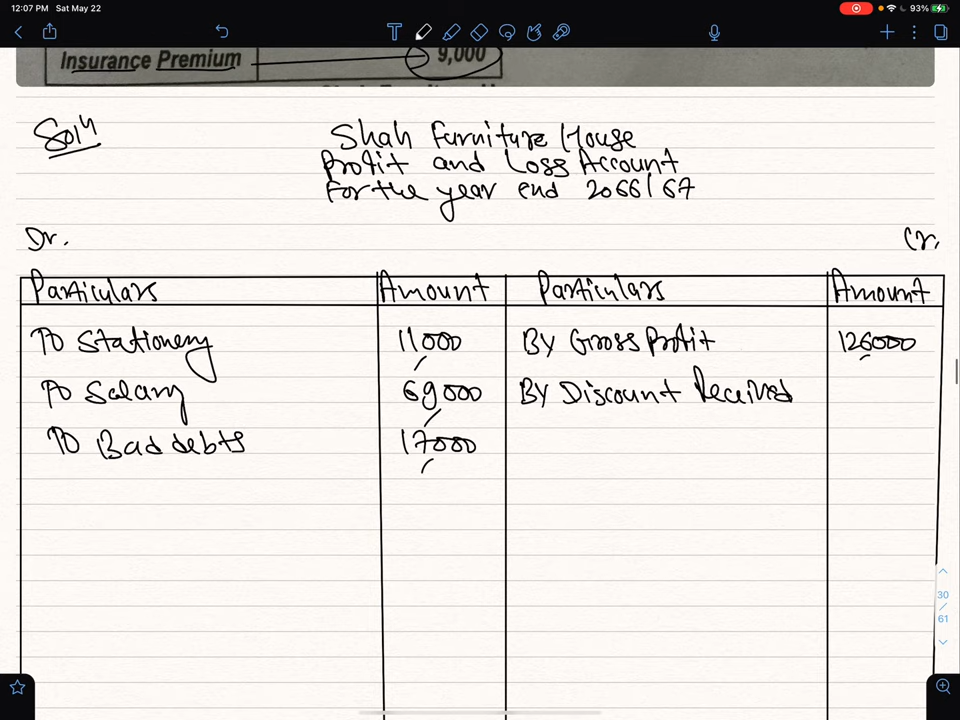 12:07 PM Sat May 22
93%
Insurance Premium 9,000
Soln
Shah Furniture House
Profit and Loss Account
For the year end 2066/67
Dr. Cr.
Particulars Amount Particulars Amount
To Stationery 11000 By Gross Profit 126000
To Salary 69000 By Discount Received
To Bad debts 17000
30
/
61